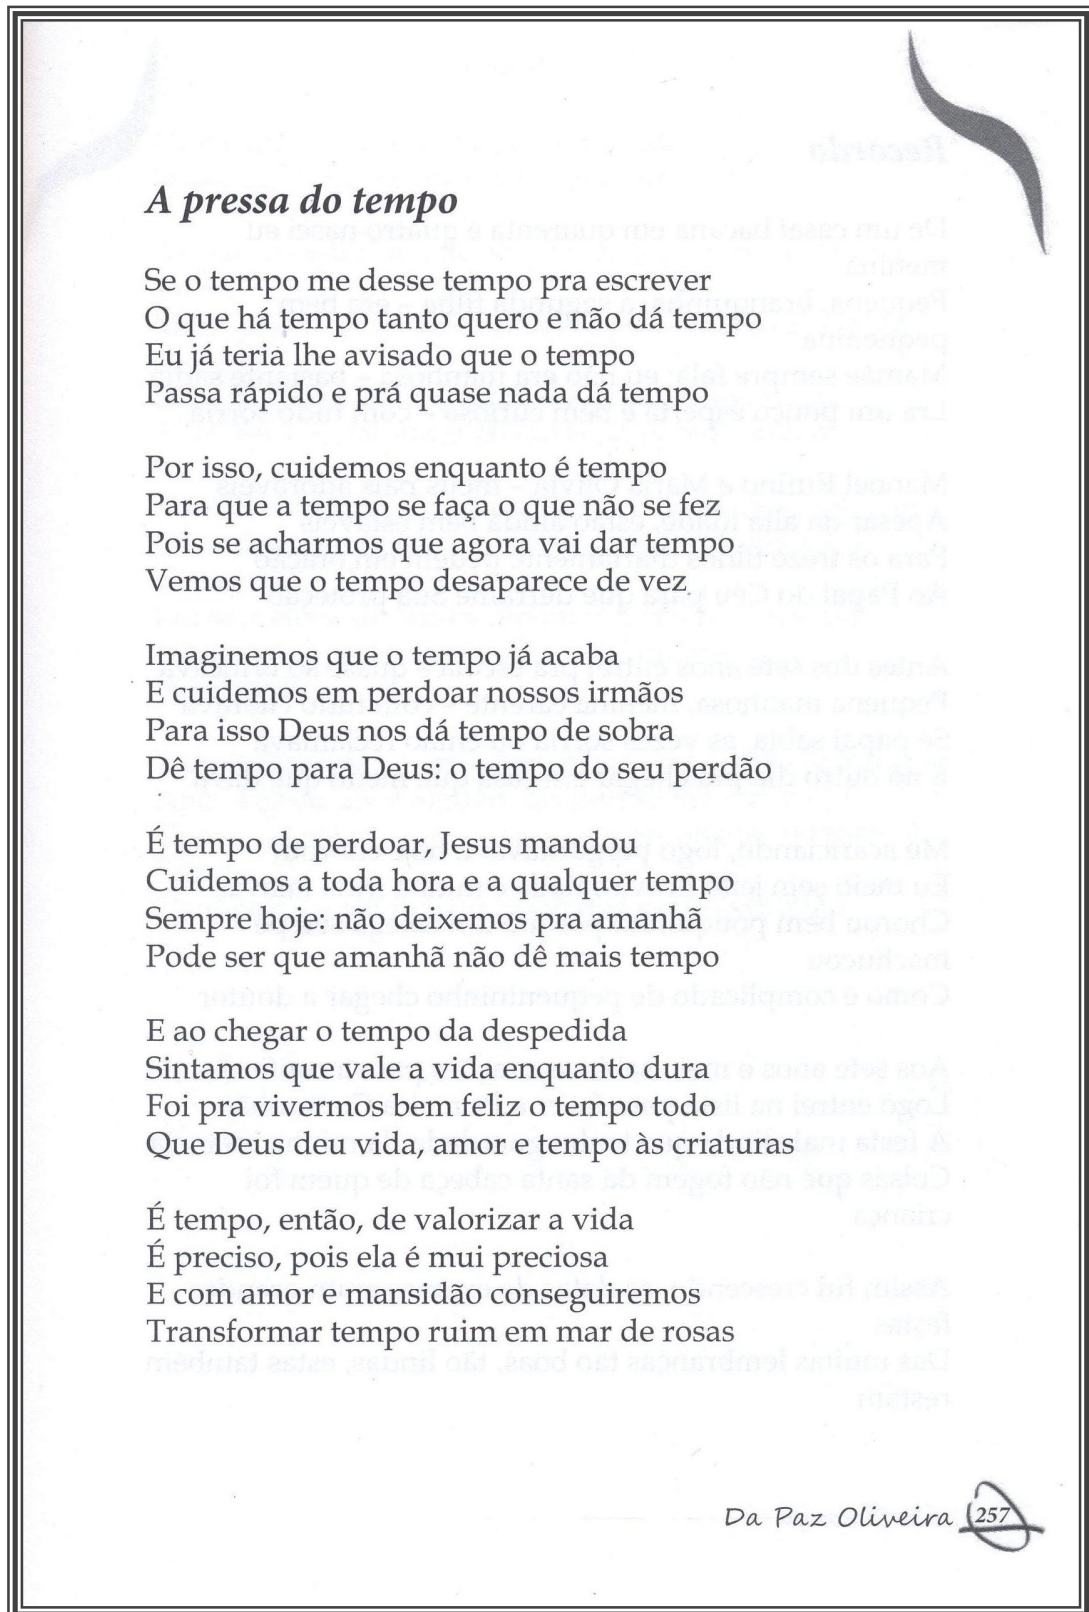 A pressa do tempo
Se o tempo me desse tempo pra escrever
O que há tempo tanto quero e não dá tempo
Eu já teria lhe avisado que o tempo
Passa rápido e prá quase nada dá tempo
Por isso, cuidemos enquanto é tempo
Para que a tempo se faça o que não se fez
Pois se acharmos que agora vai dar tempo
Vemos que o tempo desaparece de vez
Imaginemos que o tempo já acaba
E cuidemos em perdoar nossos irmãos
Para isso Deus nos dá tempo de sobra
Dê tempo para Deus: o tempo do seu perdão
É tempo de perdoar, Jesus mandou
Cuidemos a toda hora e a qualquer tempo
Sempre hoje: não deixemos pra amanhã
Pode ser que amanhã não dê mais tempo
E ao chegar o tempo da despedida
Sintamos que vale a vida enquanto dura
Foi pra vivermos bem feliz o tempo todo
Que Deus deu vida, amor e tempo às criaturas
É tempo, então, de valorizar a vida
É preciso, pois ela é mui preciosa
E com amor e mansidão conseguiremos
Transformar tempo ruim em mar de rosas
Da Paz Oliveira 257